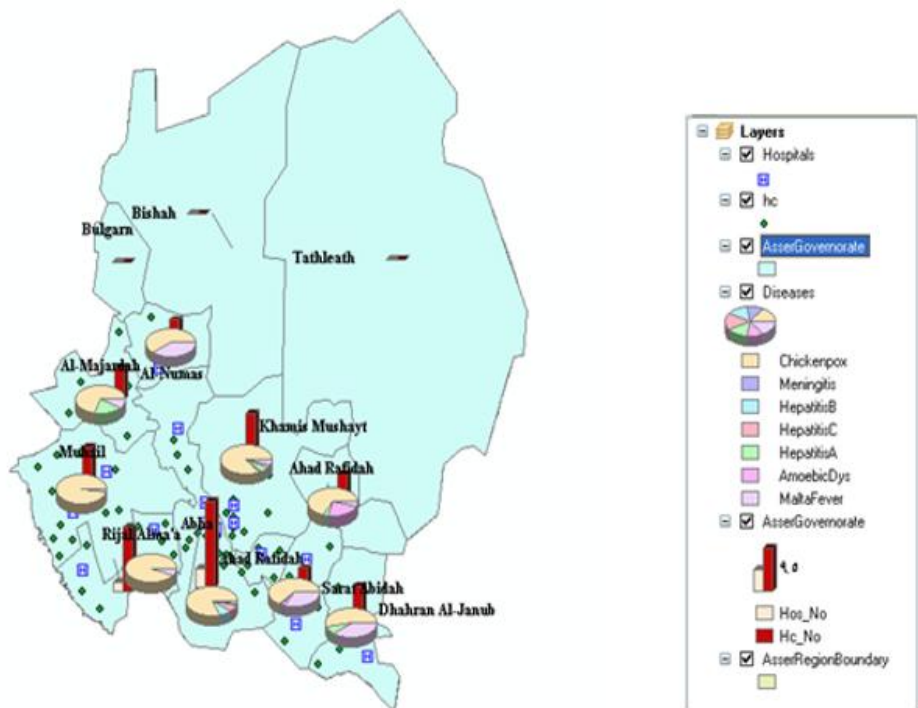 Bishah
Bulgarn
Tathleath
Al-Majardah
Al-Numas
Khamis Mushayt
Muhail
Ahad Rafidah
Rijal Alma'a
Abha
Ahad Rafidah
Sarat Abidah
Dhahran Al-Janub
Layers
Hospitals
hc
AsserGovernorate
Diseases
Chickenpox
Meningitis
HepatitisB
HepatitisC
HepatitisA
AmoebicDys
MaltaFever
AsserGovernorate
٩.٥
Hos_No
Hc_No
AsserRegionBoundary